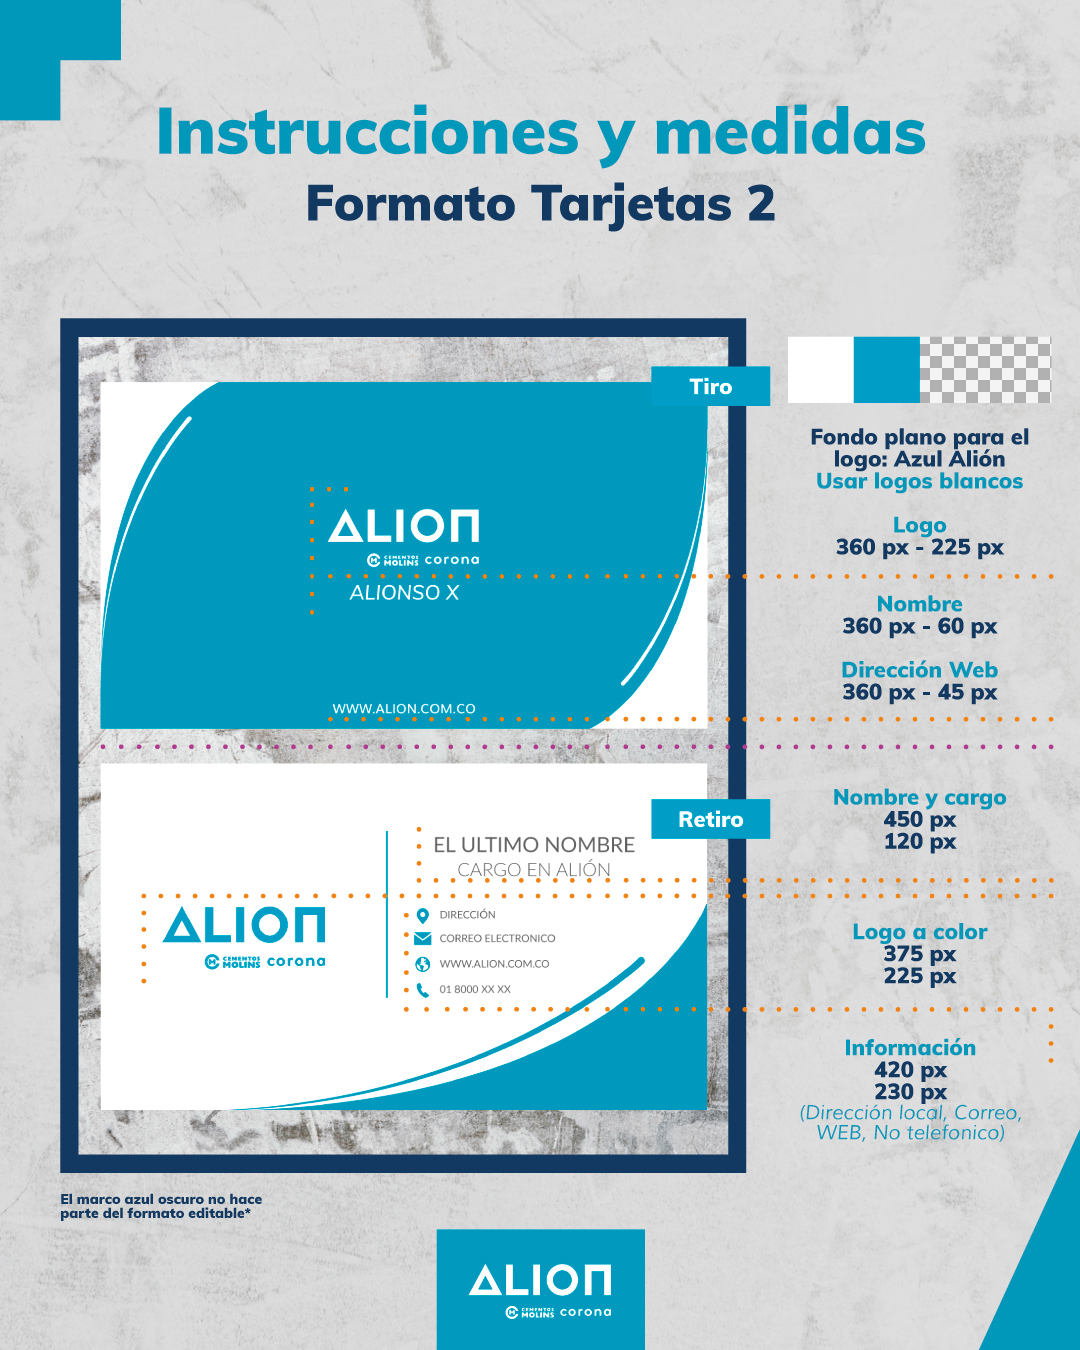 Instrucciones y medidas
Formato Tarjetas 2
Tiro
ALION
CEMENTOS MOLINS corona
ALIONSO X
WWW.ALION.COM.CO
Fondo plano para el
logo: Azul Alión
Usar logos blancos
Logo
360 px - 225 px
Nombre
360 px - 60 px
Dirección Web
360 px - 45 px
Retiro
EL ULTIMO NOMBRE
CARGO EN ALIÓN
ALION
CEMENTOS MOLINS corona
DIRECCIÓN
CORREO ELECTRONICO
WWW.ALION.COM.CO
01 8000 XX XX
Nombre y cargo
450 px
120 px
Logo a color
375 px
225 px
Información
420 px
230 px
(Dirección local, Correo,
WEB, No telefonico)
El marco azul oscuro no hace
parte del formato editable*
ALION
CEMENTOS MOLINS corona